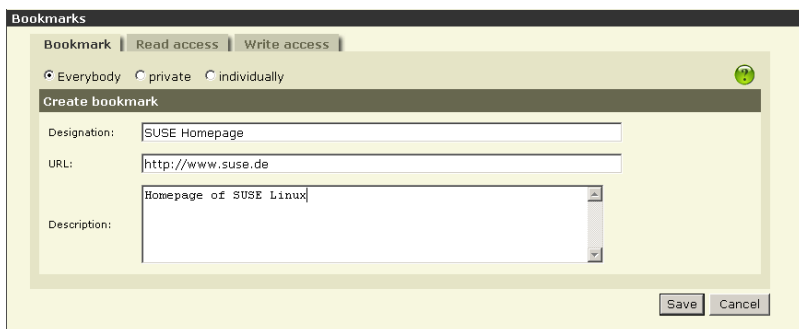 Bookmarks
Bookmark Read access Write access
Everybody private individually ?
Create bookmark
Designation: SUSE Homepage
URL: http://www.suse.de
Homepage of SUSE Linux
Description:
Save Cancel